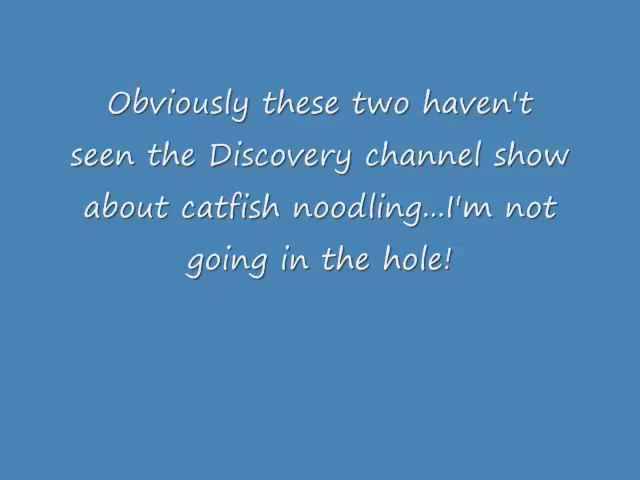 Obviously these two haven't
seen the Discovery channel show
about catfish noodling...I'm not
going in the hole!